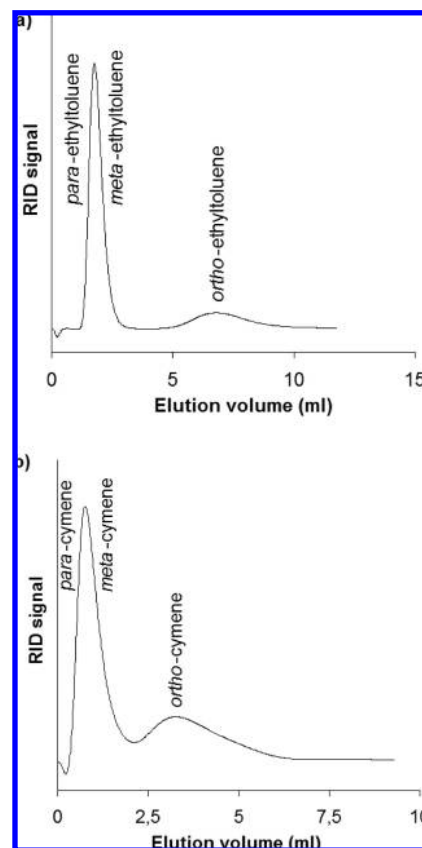 a)
RID signal
para-ethyltoluene
meta-ethyltoluene
ortho-ethyltoluene
0 5 10 15
Elution volume (ml)
b)
RID signal
para-cymene
meta-cymene
ortho-cymene
0 2,5 5 7,5 10
Elution volume (ml)